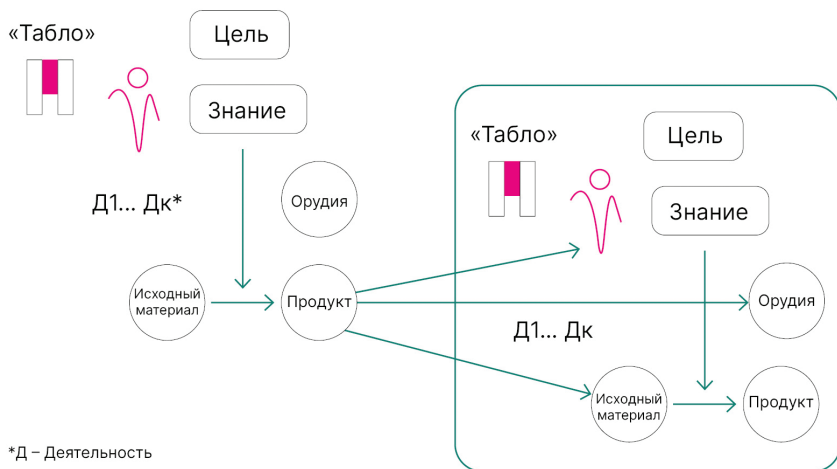 «Табло»
Цель
Знание
Д1... Дк*
Орудия
Исходный
материал
Продукт
«Табло»
Цель
Знание
Орудия
Д1... Дк
Исходный
материал
Продукт
*Д – Деятельность